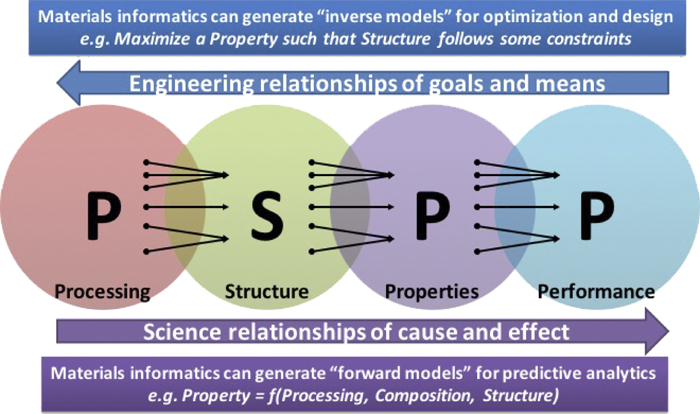 Materials informatics can generate “inverse models” for optimization and design
e.g. Maximize a Property such that Structure follows some constraints
Engineering relationships of goals and means
P S P P
Processing Structure Properties Performance
Science relationships of cause and effect
Materials informatics can generate “forward models” for predictive analytics
e.g. Property = f(Processing, Composition, Structure)